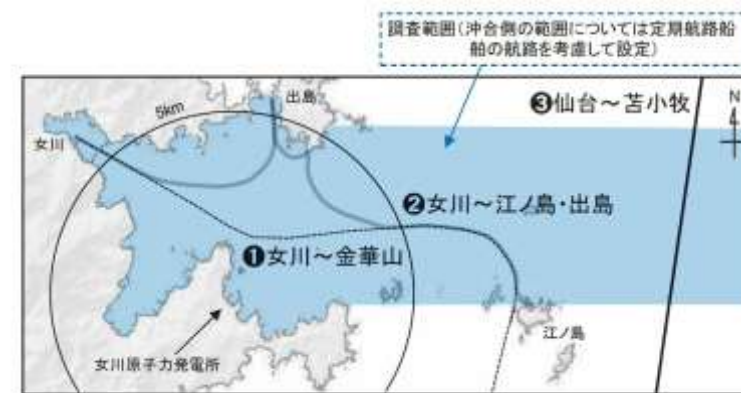 調査範囲(沖合側の範囲については定期航路船
舶の航路を考慮して設定)
出島
❸仙台～苫小牧
N
4
5km
女川
❷女川～江ノ島・出島
❶女川～金華山
江ノ島
女川原子力発電所